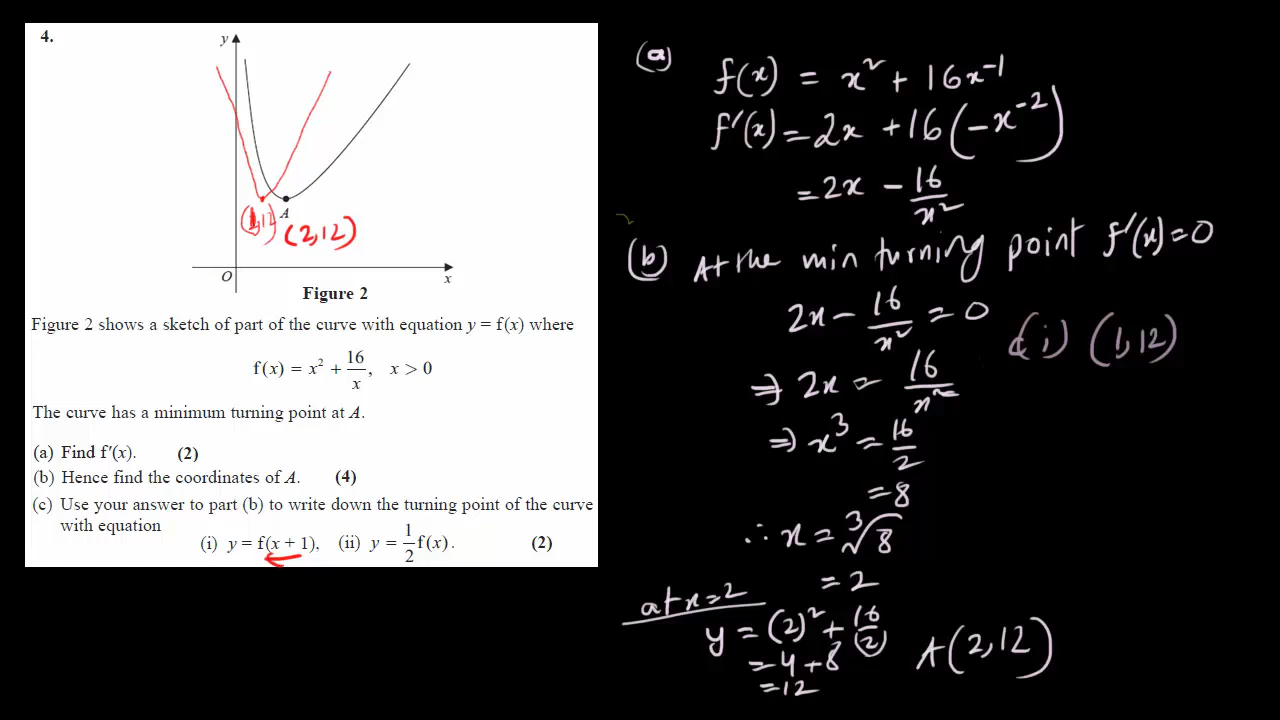 4.
y
(1,12)
A
(2,12)
O
x
Figure 2
Figure 2 shows a sketch of part of the curve with equation y = f(x) where
f(x) = x² + 16/x, x > 0
The curve has a minimum turning point at A.
(a) Find f′(x). (2)
(b) Hence find the coordinates of A. (4)
(c) Use your answer to part (b) to write down the turning point of the curve
with equation
(i) y = f(x + 1), (ii) y = 1/2 f(x). (2)
(a)
f(x) = x² + 16x⁻¹
f′(x) = 2x + 16(-x⁻²)
= 2x - 16/x²
(b) At the min turning point f′(x) = 0
2x - 16/x² = 0
⇒ 2x = 16/x²
⇒ x³ = 16/2
= 8
∴ x = ³√8
= 2
at x = 2
y = (2)² + 16/(2)
= 4 + 8
= 12
A(2,12)
c(i) (1,12)